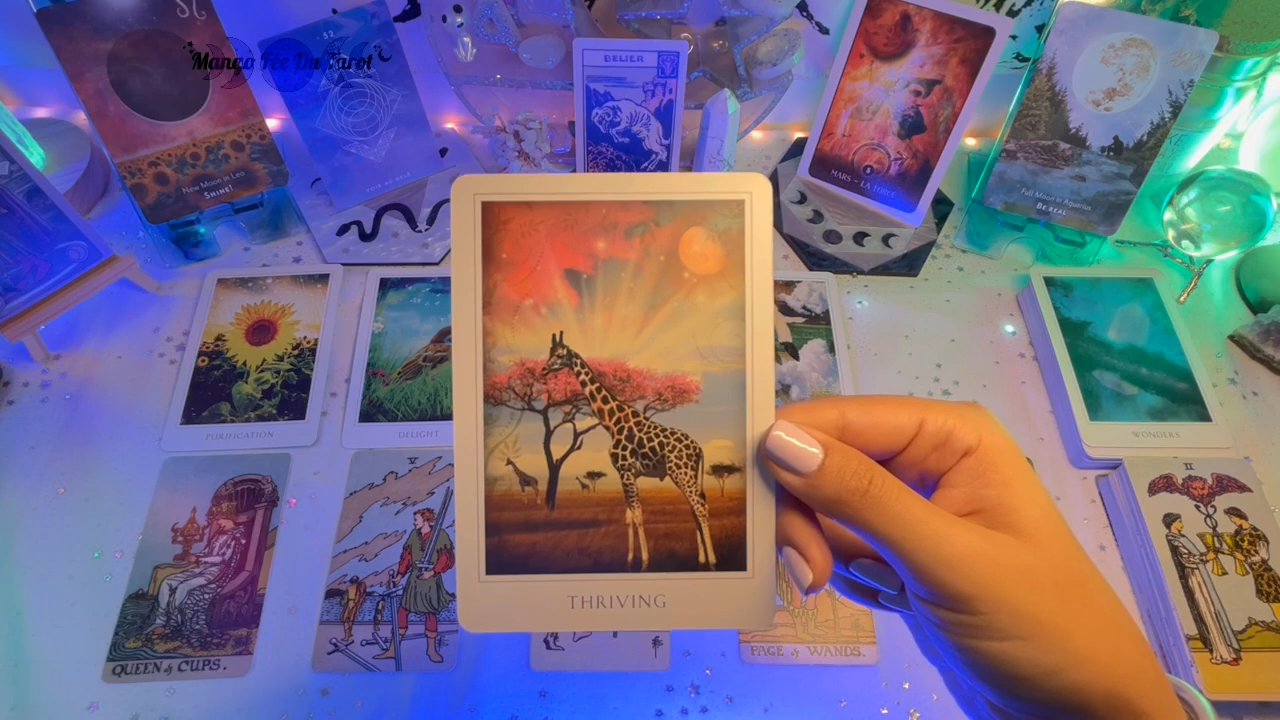 Mango Fée Du Tarot
52
BELIER
New Moon in Leo
SHINE!
MARS - LA FORCE
Full Moon in Aquarius
BE REAL
PURIFICATION
DELIGHT
WONDERS
V
II
THRIVING
QUEEN of CUPS.
PAGE of WANDS.